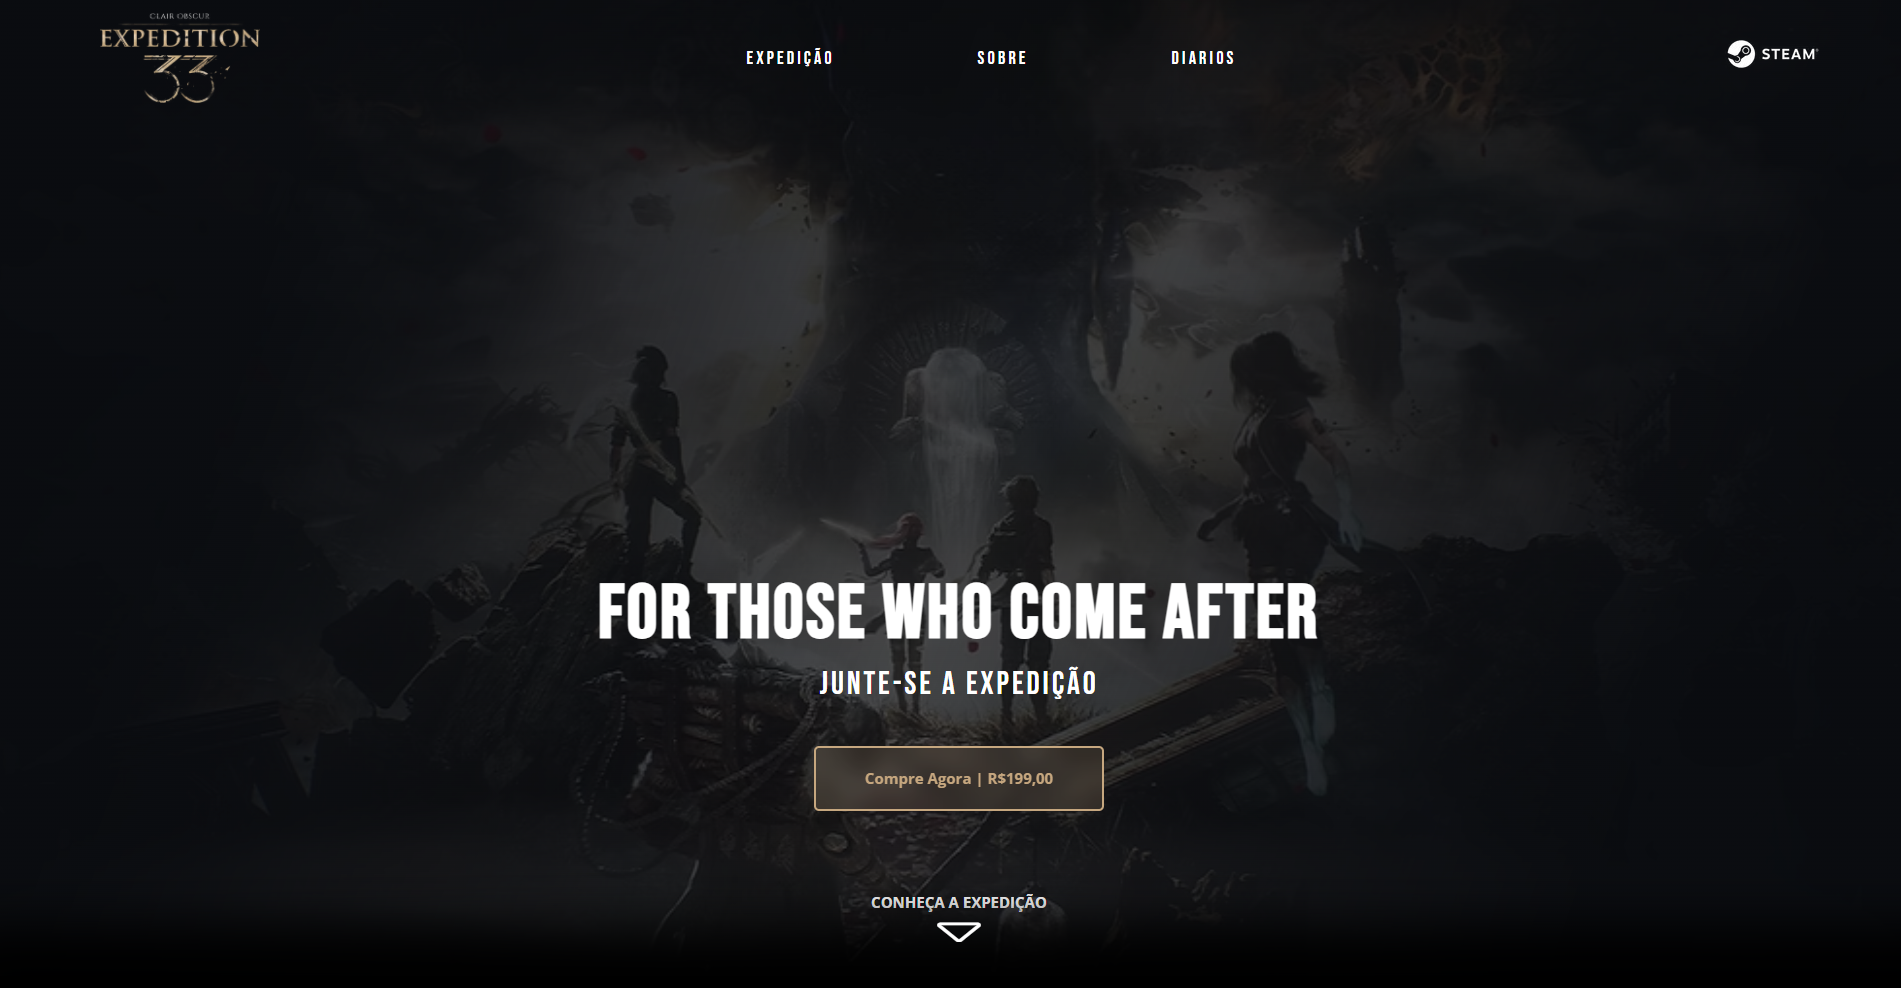 CLAIR OBSCUR
EXPEDITION
33
EXPEDIÇÃO
SOBRE
DIARIOS
STEAM
FOR THOSE WHO COME AFTER
JUNTE-SE A EXPEDIÇÃO
Compre Agora | R$199,00
CONHEÇA A EXPEDIÇÃO